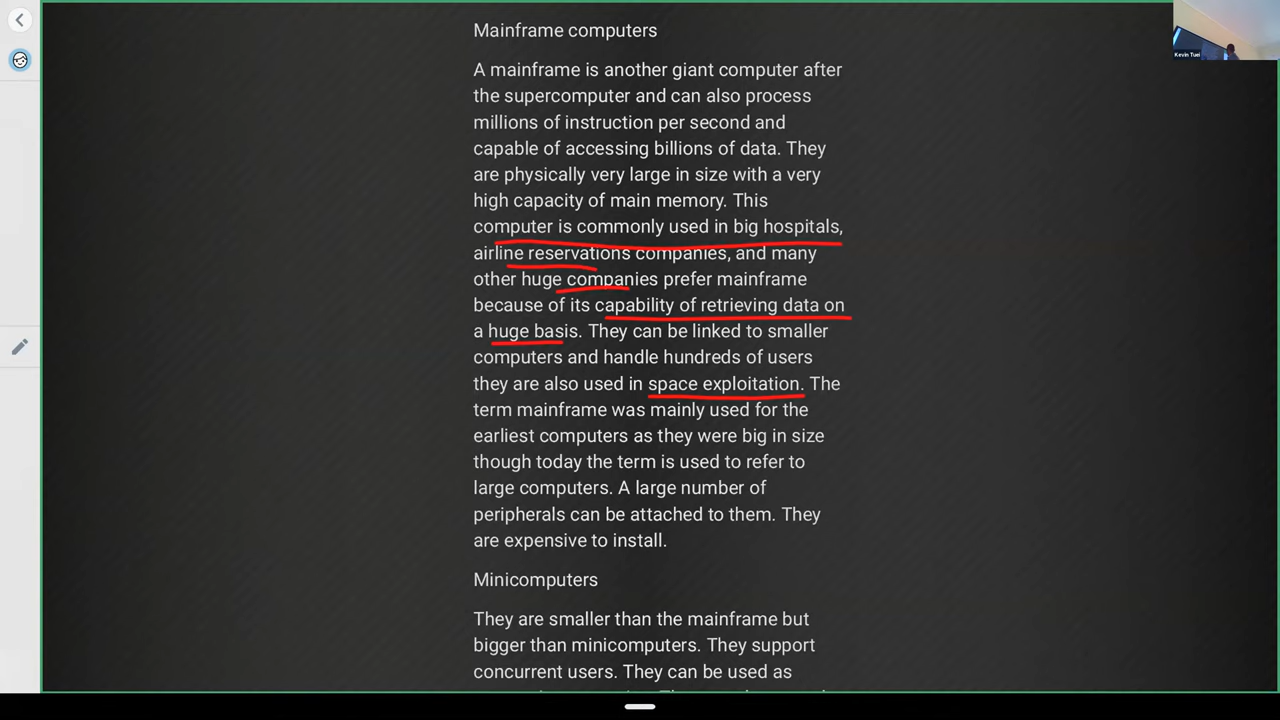 Mainframe computers
Kevin Tuei
A mainframe is another giant computer after
the supercomputer and can also process
millions of instruction per second and
capable of accessing billions of data. They
are physically very large in size with a very
high capacity of main memory. This
computer is commonly used in big hospitals,
airline reservations companies, and many
other huge companies prefer mainframe
because of its capability of retrieving data on
a huge basis. They can be linked to smaller
computers and handle hundreds of users
they are also used in space exploitation. The
term mainframe was mainly used for the
earliest computers as they were big in size
though today the term is used to refer to
large computers. A large number of
peripherals can be attached to them. They
are expensive to install.
Minicomputers
They are smaller than the mainframe but
bigger than minicomputers. They support
concurrent users. They can be used as